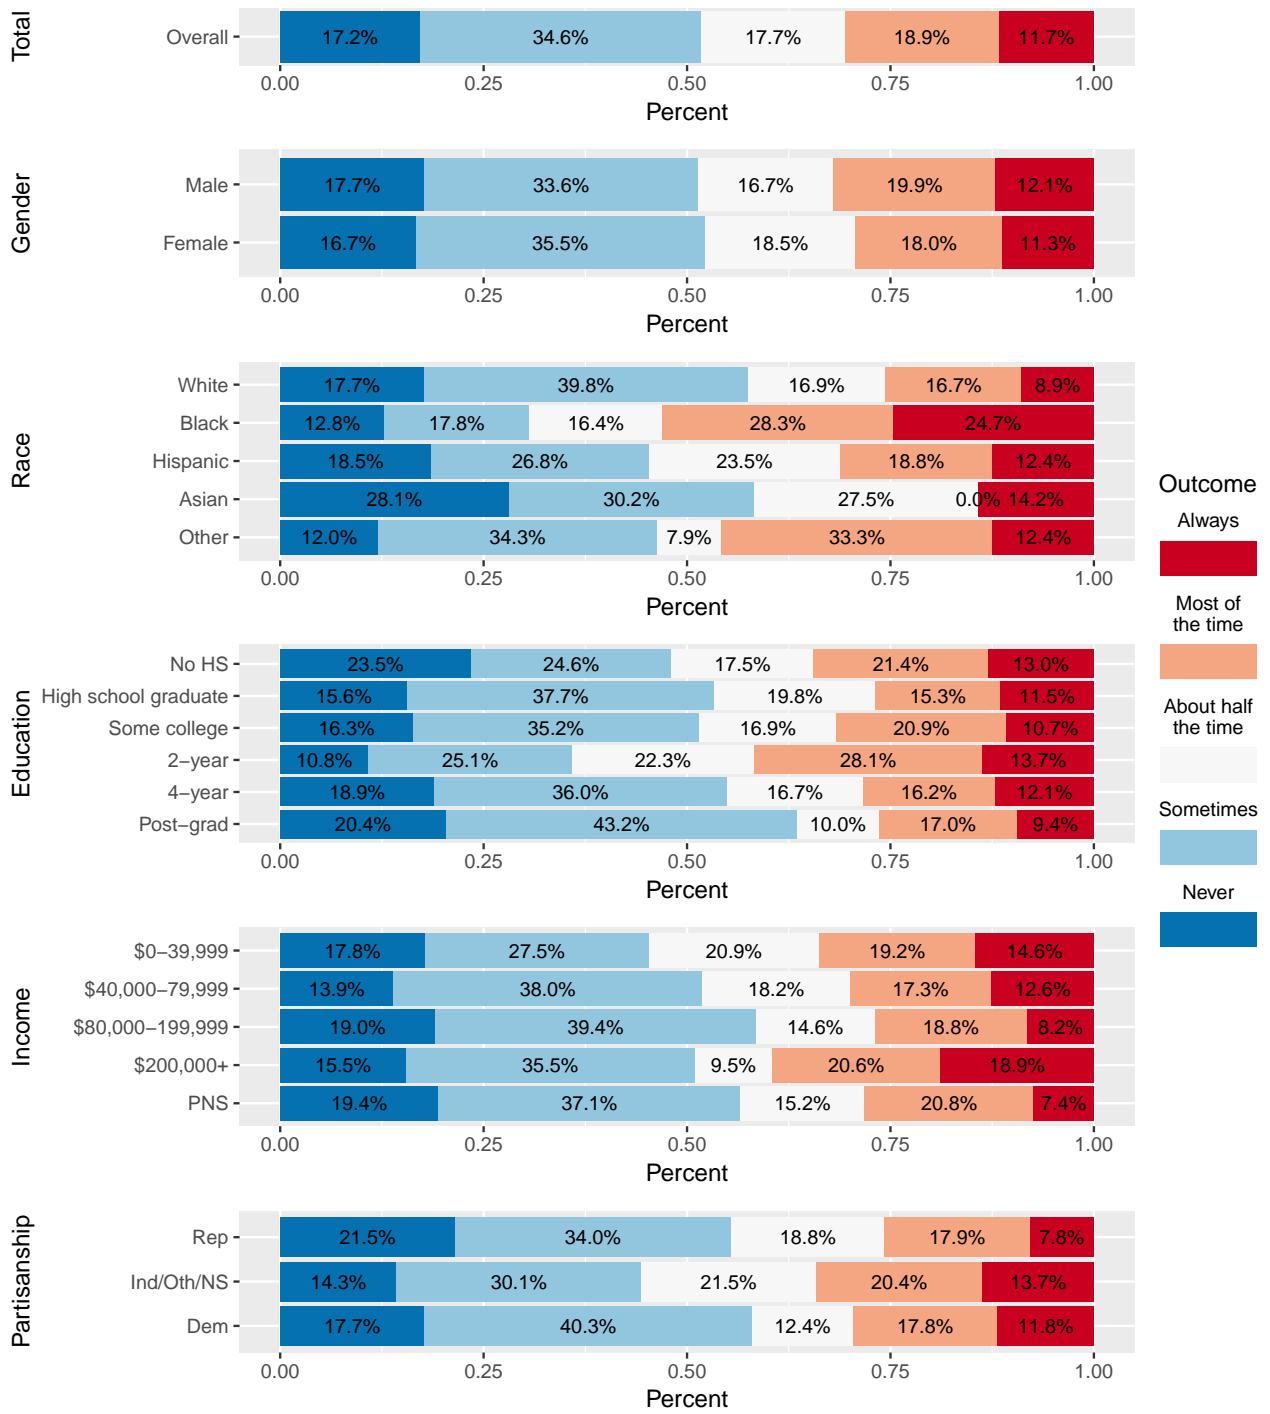 Total
Overall
17.2% 34.6% 17.7% 18.9% 11.7%
0.00 0.25 0.50 0.75 1.00
Percent
Gender
Male
17.7% 33.6% 16.7% 19.9% 12.1%
Female
16.7% 35.5% 18.5% 18.0% 11.3%
0.00 0.25 0.50 0.75 1.00
Percent
Race
White
17.7% 39.8% 16.9% 16.7% 8.9%
Black
12.8% 17.8% 16.4% 28.3% 24.7%
Hispanic
18.5% 26.8% 23.5% 18.8% 12.4%
Asian
28.1% 30.2% 27.5% 0.0% 14.2%
Other
12.0% 34.3% 7.9% 33.3% 12.4%
0.00 0.25 0.50 0.75 1.00
Percent
Education
No HS
23.5% 24.6% 17.5% 21.4% 13.0%
High school graduate
15.6% 37.7% 19.8% 15.3% 11.5%
Some college
16.3% 35.2% 16.9% 20.9% 10.7%
2−year
10.8% 25.1% 22.3% 28.1% 13.7%
4−year
18.9% 36.0% 16.7% 16.2% 12.1%
Post−grad
20.4% 43.2% 10.0% 17.0% 9.4%
0.00 0.25 0.50 0.75 1.00
Percent
Income
$0−39,999
17.8% 27.5% 20.9% 19.2% 14.6%
$40,000−79,999
13.9% 38.0% 18.2% 17.3% 12.6%
$80,000−199,999
19.0% 39.4% 14.6% 18.8% 8.2%
$200,000+
15.5% 35.5% 9.5% 20.6% 18.9%
PNS
19.4% 37.1% 15.2% 20.8% 7.4%
0.00 0.25 0.50 0.75 1.00
Percent
Partisanship
Rep
21.5% 34.0% 18.8% 17.9% 7.8%
Ind/Oth/NS
14.3% 30.1% 21.5% 20.4% 13.7%
Dem
17.7% 40.3% 12.4% 17.8% 11.8%
0.00 0.25 0.50 0.75 1.00
Percent
Outcome
Always
Most of
the time
About half
the time
Sometimes
Never